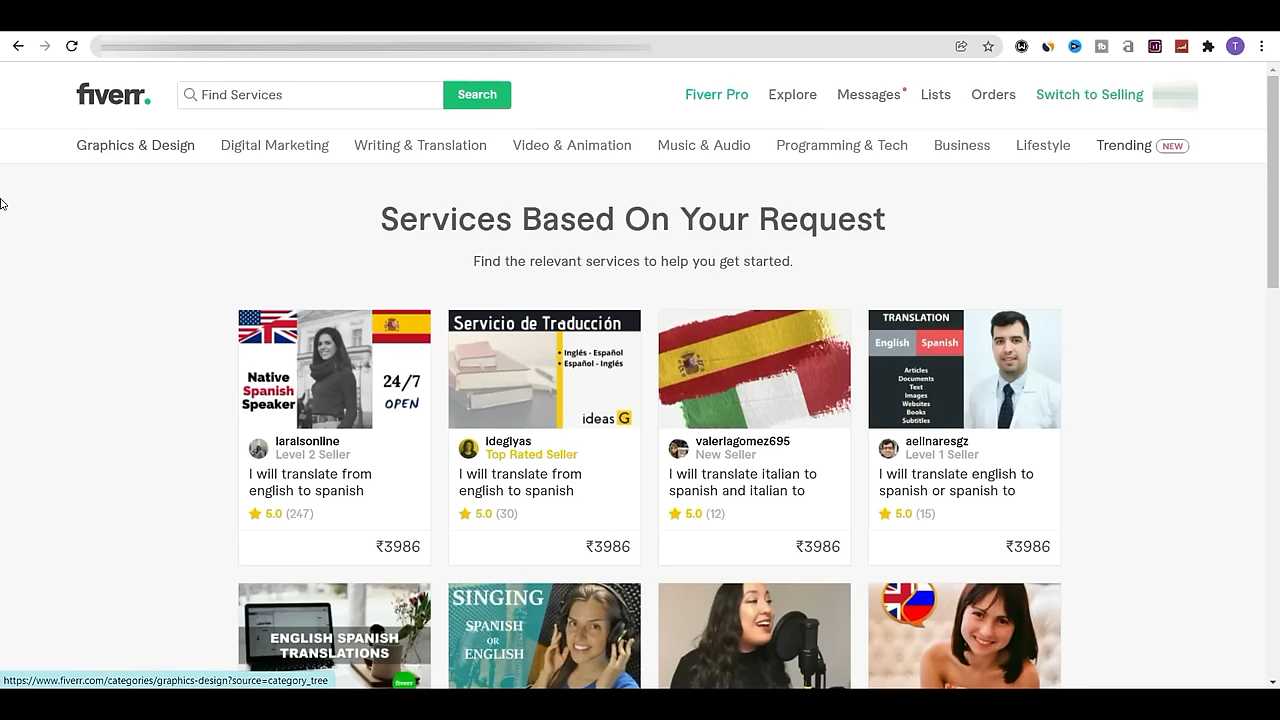 fiverr.
Find Services
Search
Fiverr Pro
Explore
Messages
Lists
Orders
Switch to Selling
Graphics & Design
Digital Marketing
Writing & Translation
Video & Animation
Music & Audio
Programming & Tech
Business
Lifestyle
Trending NEW
Services Based On Your Request
Find the relevant services to help you get started.
Native
Spanish
Speaker
24/7
OPEN
laraisonline
Level 2 Seller
I will translate from
english to spanish
5.0 (247)
₹3986
Servicio de Traducción
• Inglés - Español
• Español - Inglés
ideas G
ideglyas
Top Rated Seller
I will translate from
english to spanish
5.0 (30)
₹3986
valeriagomez695
New Seller
I will translate italian to
spanish and italian to
5.0 (12)
₹3986
TRANSLATION
English
Spanish
Articles
Documents
Text
Images
Websites
Books
Subtitles
aelinaresgz
Level 1 Seller
I will translate english to
spanish or spanish to
5.0 (15)
₹3986
ENGLISH SPANISH
TRANSLATIONS
fiverr
SINGING
SPANISH
OR
ENGLISH
https://www.fiverr.com/categories/graphics-design?source=category_tree
T